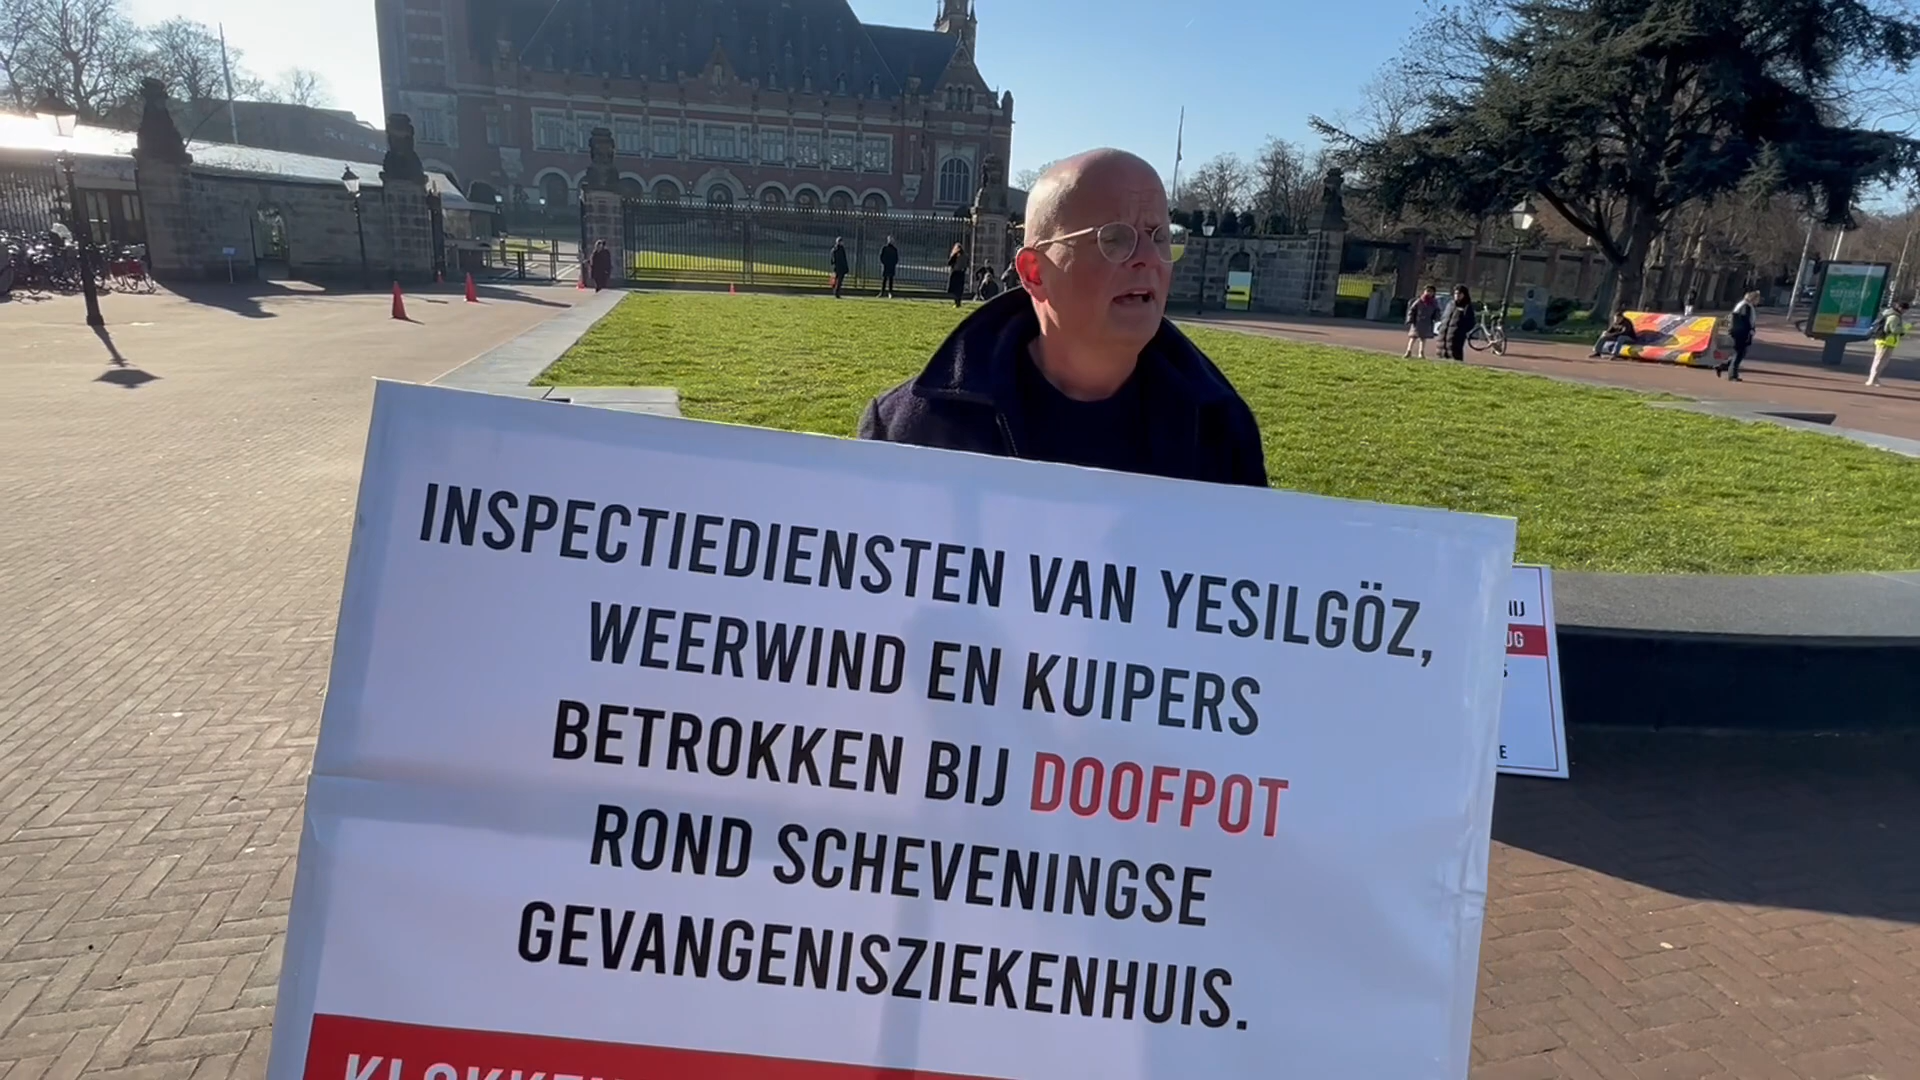 INSPECTIEDIENSTEN VAN YESILGÖZ,
WEERWIND EN KUIPERS
BETROKKEN BIJ DOOFPOT
ROND SCHEVENINGSE
GEVANGENISZIEKENHUIS.